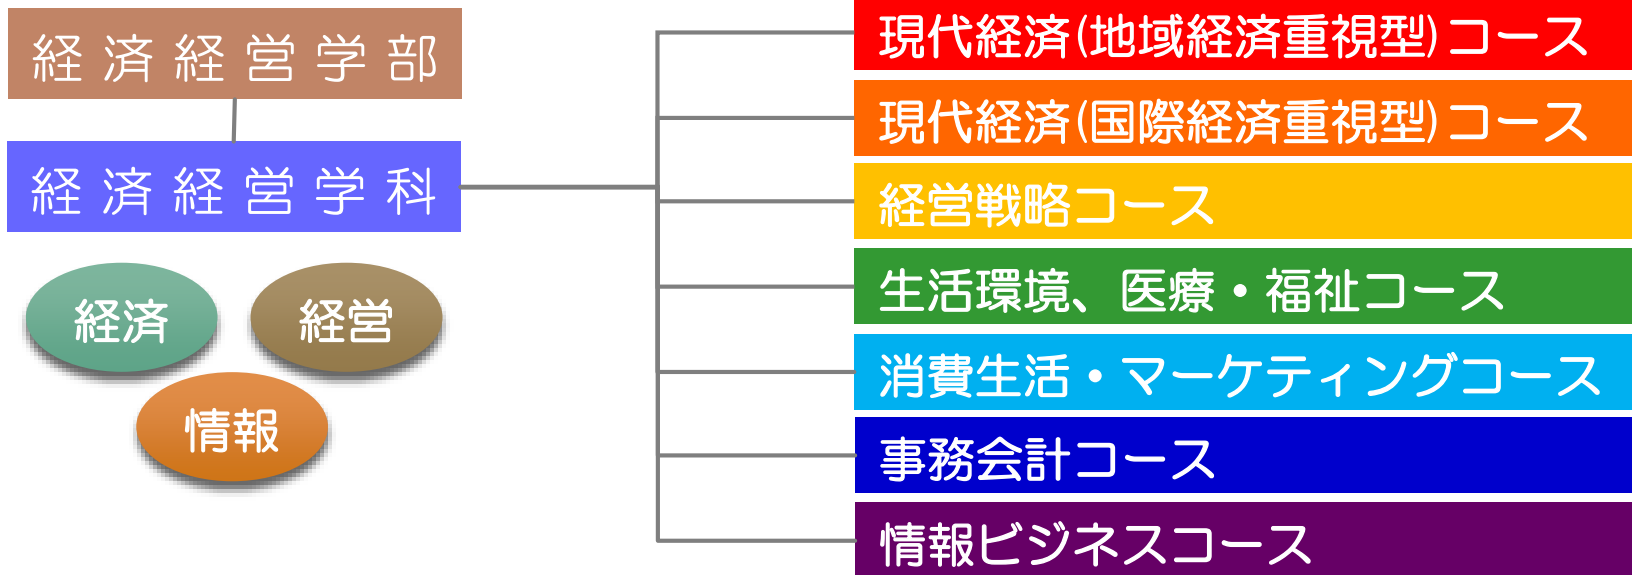 経済経営学部
経済経営学科
経済
経営
情報
現代経済(地域経済重視型)コース
現代経済(国際経済重視型)コース
経営戦略コース
生活環境、医療・福祉コース
消費生活・マーケティングコース
事務会計コース
情報ビジネスコース